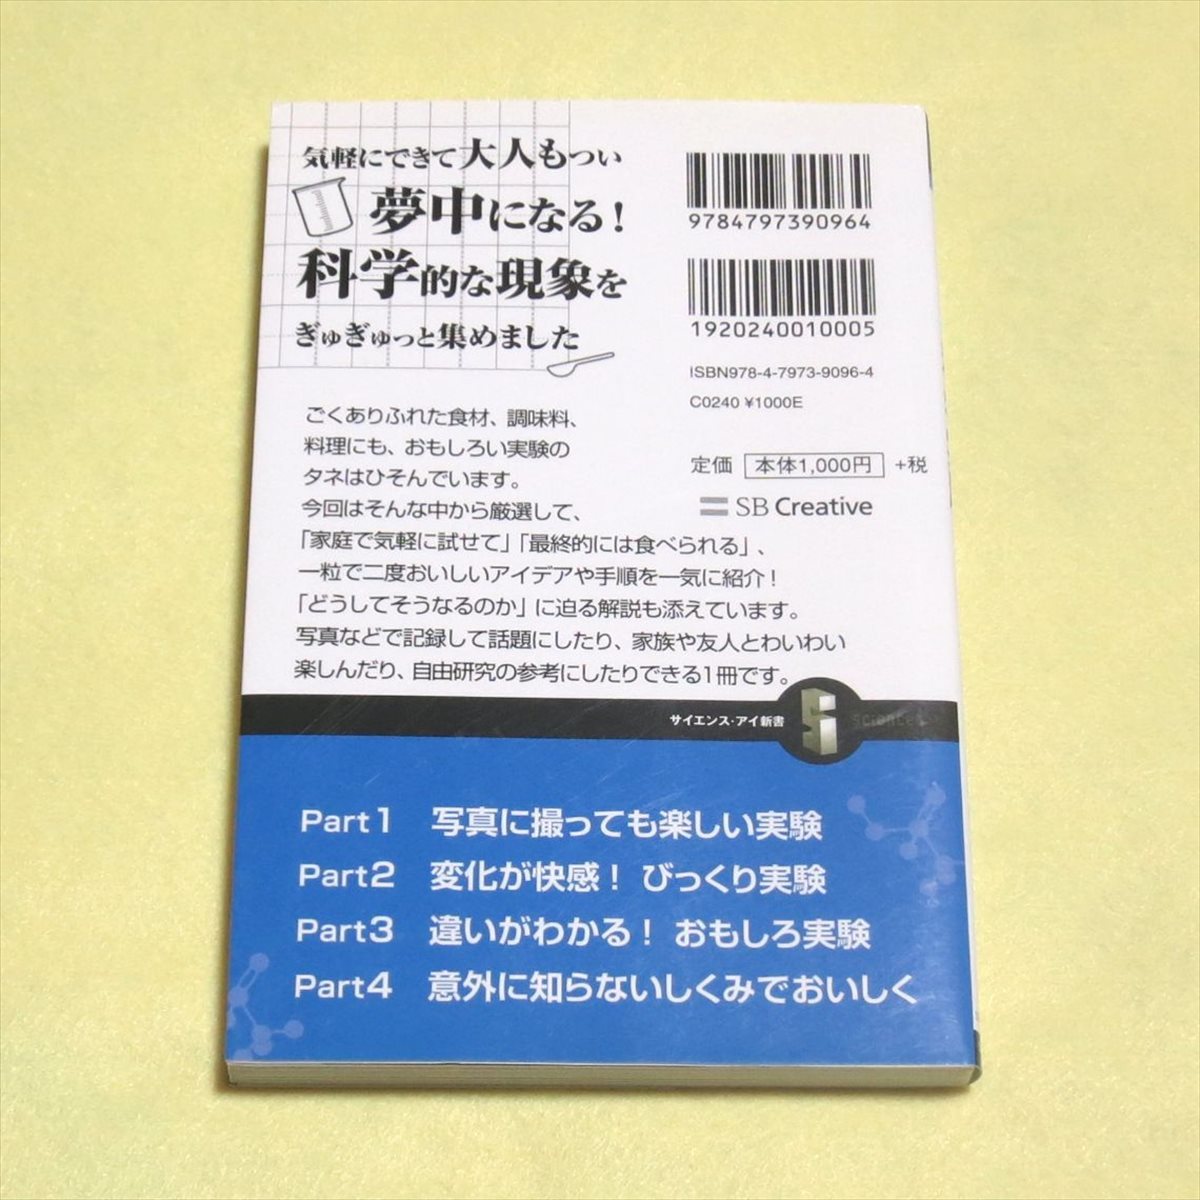 気軽にできて大人もつい
夢中になる！
科学的な現象を
ぎゅぎゅっと集めました
9784797390964
1920240010005
ISBN978-4-7973-9096-4
C0240 ¥1000E
定価 本体1,000円 +税
SB Creative
ごくありふれた食材、調味料、
料理にも、おもしろい実験の
タネはひそんでいます。
今回はそんな中から厳選して、
「家庭で気軽に試せて」「最終的には食べられる」、
一粒で二度おいしいアイデアや手順を一気に紹介！
「どうしてそうなるのか」に迫る解説も添えています。
写真などで記録して話題にしたり、家族や友人とわいわい
楽しんだり、自由研究の参考にしたりできる1冊です。
サイエンス・アイ新書
Si
Part1 写真に撮っても楽しい実験
Part2 変化が快感！ びっくり実験
Part3 違いがわかる！ おもしろ実験
Part4 意外に知らないしくみでおいしく